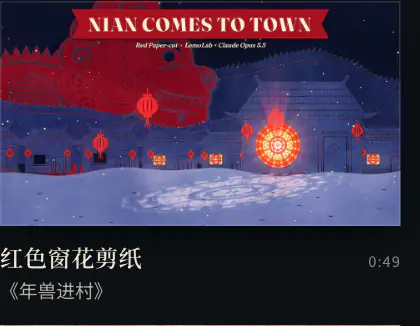 NIAN COMES TO TOWN
Red Paper-cut · LemoLab × Claude Opus 5.5
红色窗花剪纸
0:49
《年兽进村》